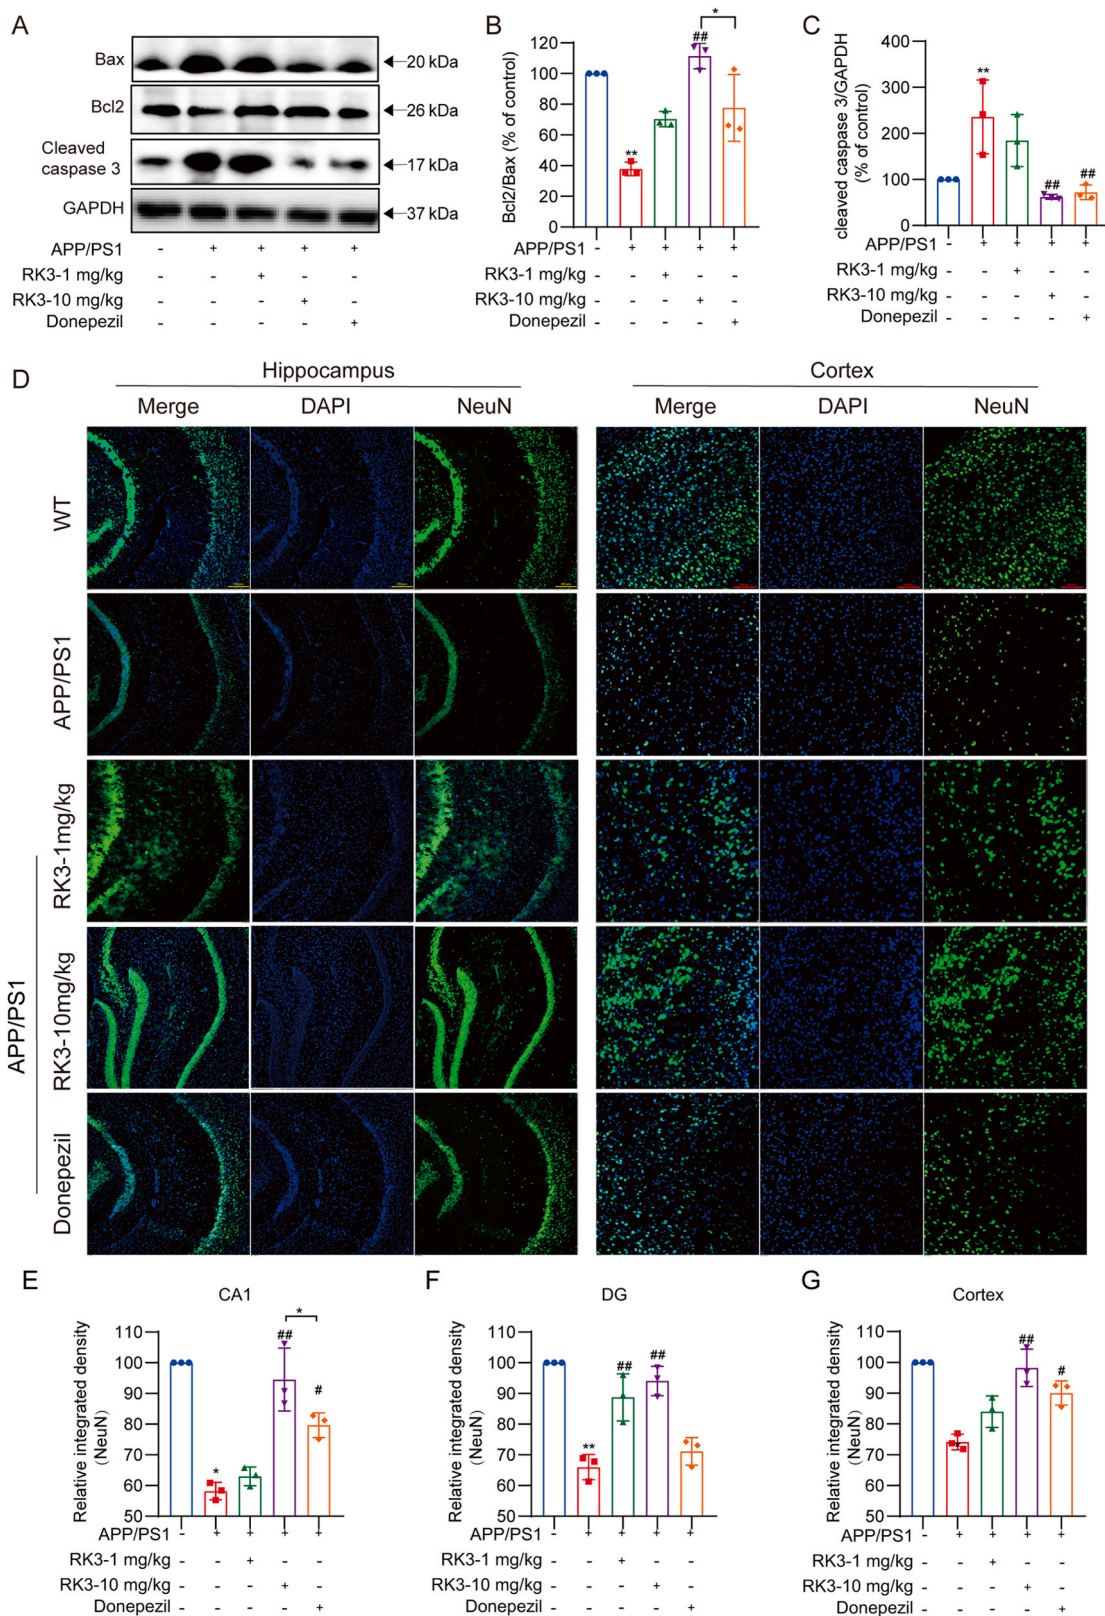 A
Bax
20 kDa
Bcl2
26 kDa
Cleaved
caspase 3
17 kDa
GAPDH
37 kDa
APP/PS1 - + + + +
RK3-1 mg/kg - - + - -
RK3-10 mg/kg - - - + -
Donepezil - - - - +
B
Bcl2/Bax (% of control)
120
100
80
60
40
20
0
**
##
*
APP/PS1 - + + + +
RK3-1 mg/kg - - + - -
RK3-10 mg/kg - - - + -
Donepezil - - - - +
C
cleaved caspase 3/GAPDH
(% of control)
400
300
200
100
0
**
##
##
APP/PS1 - + + + +
RK3-1 mg/kg - - + - -
RK3-10 mg/kg - - - + -
Donepezil - - - - +
D
Hippocampus
Cortex
Merge DAPI NeuN Merge DAPI NeuN
WT
APP/PS1
RK3-1mg/kg
RK3-10mg/kg
Donepezil
APP/PS1
E
CA1
Relative integrated density
(NeuN)
110
100
90
80
70
60
50
*
##
*
#
APP/PS1 - + + + +
RK3-1 mg/kg - - + - -
RK3-10 mg/kg - - - + -
Donepezil - - - - +
F
DG
Relative integrated density
(NeuN)
110
100
90
80
70
60
50
**
##
##
APP/PS1 - + + + +
RK3-1 mg/kg - - + - -
RK3-10 mg/kg - - - + -
Donepezil - - - - +
G
Cortex
Relative integrated density
(NeuN)
110
100
90
80
70
60
50
##
#
APP/PS1 - + + + +
RK3-1 mg/kg - - + - -
RK3-10 mg/kg - - - + -
Donepezil - - - - +